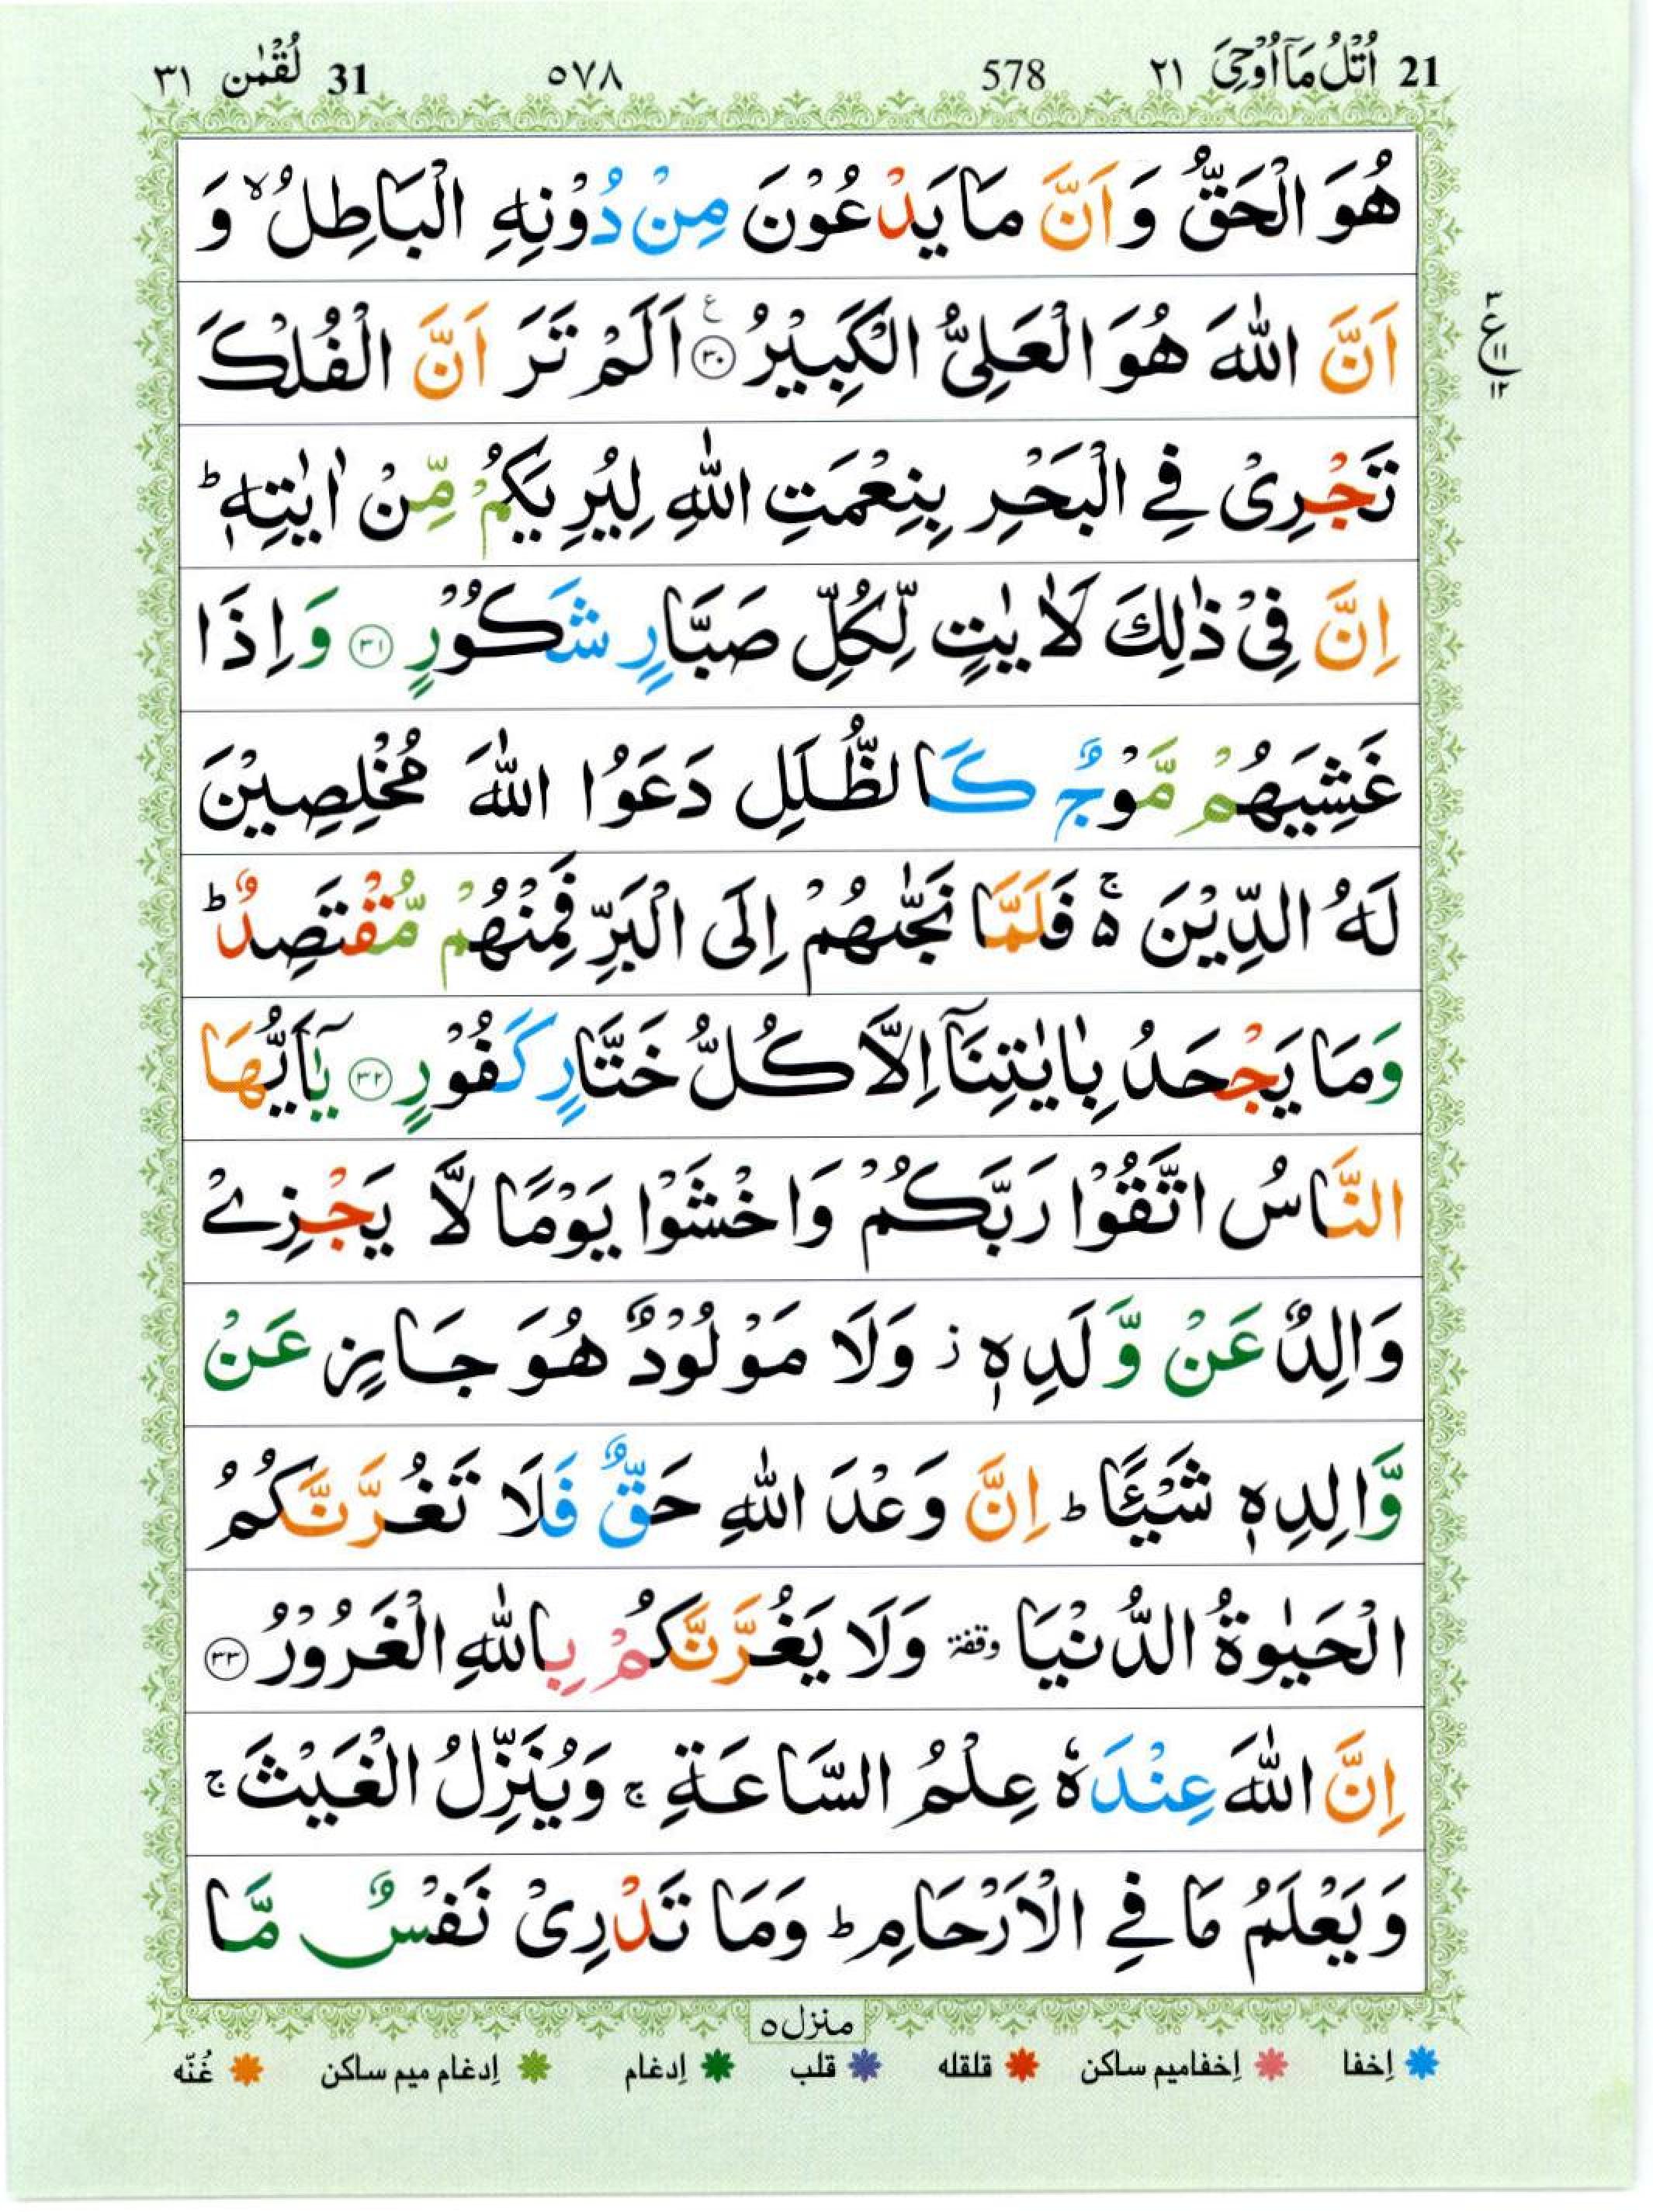 21 اُتْلُ مَاۤ اُوْحِیَ ٢١ 578 ٥٧٨ 31 لُقْمٰن ٣١
هُوَ الْحَقُّ وَاَنَّ مَا يَدْعُوْنَ مِنْ دُوْنِهِ الْبَاطِلُ ۙ وَ
اَنَّ اللّٰهَ هُوَ الْعَلِىُّ الْكَبِيْرُ ۧ ﴿٣٠﴾ اَلَمْ تَرَ اَنَّ الْفُلْكَ
تَجْرِىْ فِى الْبَحْرِ بِنِعْمَتِ اللّٰهِ لِيُرِيَكُمْ مِّنْ اٰيٰتِهٖ ؕ
اِنَّ فِىْ ذٰلِكَ لَاٰيٰتٍ لِّكُلِّ صَبَّارٍ شَكُوْرٍ ﴿٣١﴾ وَاِذَا
غَشِيَهُمْ مَّوْجٌ كَالظُّلَلِ دَعَوُا اللّٰهَ مُخْلِصِيْنَ
لَهُ الدِّيْنَ ۵ۚ فَلَمَّا نَجّٰىهُمْ اِلَى الْبَرِّ فَمِنْهُمْ مُّقْتَصِدٌ ؕ
وَمَا يَجْحَدُ بِاٰيٰتِنَاۤ اِلَّا كُلُّ خَتَّارٍ كَفُوْرٍ ﴿٣٢﴾ يٰۤاَيُّهَا
النَّاسُ اتَّقُوْا رَبَّكُمْ وَاخْشَوْا يَوْمًا لَّا يَجْزِىْ
وَالِدٌ عَنْ وَّلَدِهٖ ز وَلَا مَوْلُوْدٌ هُوَ جَازٍ عَنْ
وَّالِدِهٖ شَيْـًٔا ؕ اِنَّ وَعْدَ اللّٰهِ حَقٌّ فَلَا تَغُرَّنَّكُمُ
الْحَيٰوةُ الدُّنْيَا وقفة وَلَا يَغُرَّنَّكُمْ بِاللّٰهِ الْغَرُوْرُ ﴿٣٣﴾
اِنَّ اللّٰهَ عِنْدَهٗ عِلْمُ السَّاعَةِ ۚ وَيُنَزِّلُ الْغَيْثَ ۚ
وَيَعْلَمُ مَا فِى الْاَرْحَامِ ؕ وَمَا تَدْرِىْ نَفْسٌ مَّا
٣ ع ١١ ١٢
منزل ٥
اِخفا اِخفامیم ساکن قلقله قلب اِدغام اِدغام میم ساکن غُنّه